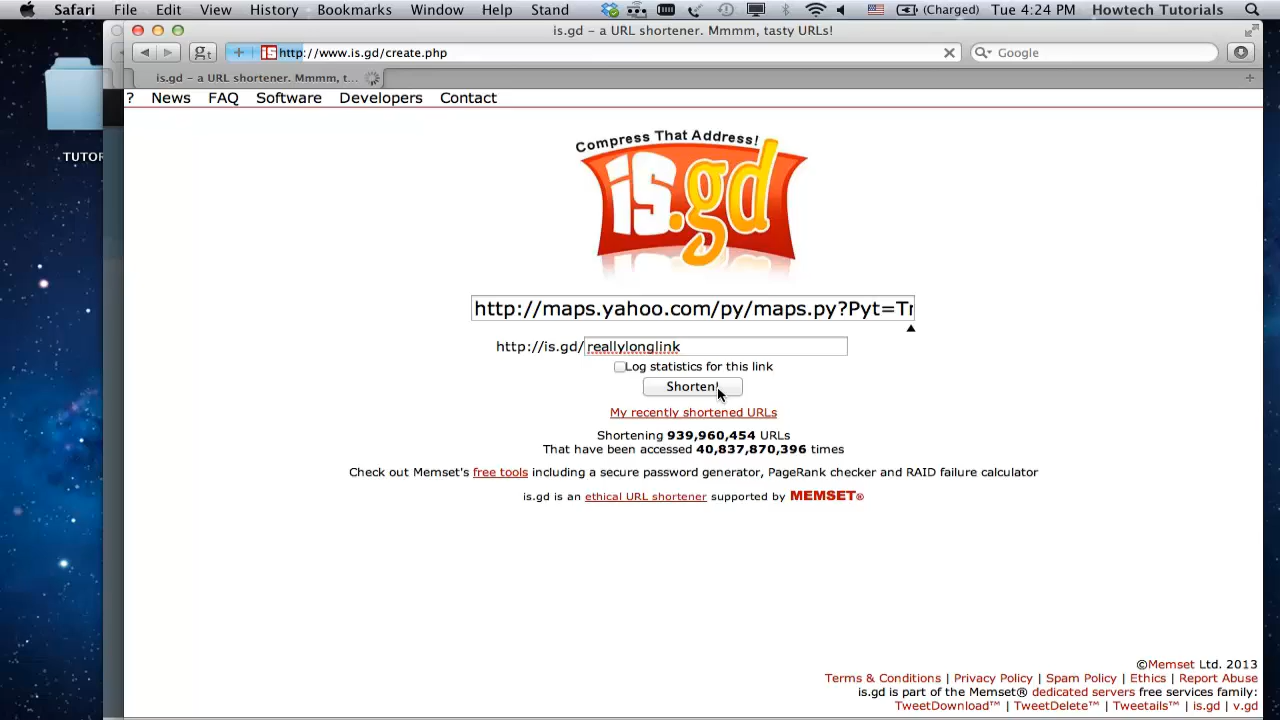 Safari File Edit View History Bookmarks Window Help Stand (Charged) Tue 4:24 PM Howtech Tutorials
is.gd – a URL shortener. Mmmm, tasty URLs!
http://www.is.gd/create.php
Google
is.gd – a URL shortener. Mmmm, t...
? News FAQ Software Developers Contact
TUTOR
Compress That Address!
is.gd
http://maps.yahoo.com/py/maps.py?Pyt=Tr
http://is.gd/ reallylonglink
Log statistics for this link
Shorten!
My recently shortened URLs
Shortening 939,960,454 URLs
That have been accessed 40,837,870,396 times
Check out Memset's free tools including a secure password generator, PageRank checker and RAID failure calculator
is.gd is an ethical URL shortener supported by MEMSET®
©Memset Ltd. 2013
Terms & Conditions | Privacy Policy | Spam Policy | Ethics | Report Abuse
is.gd is part of the Memset® dedicated servers free services family:
TweetDownload™ | TweetDelete™ | Tweetails™ | is.gd | v.gd